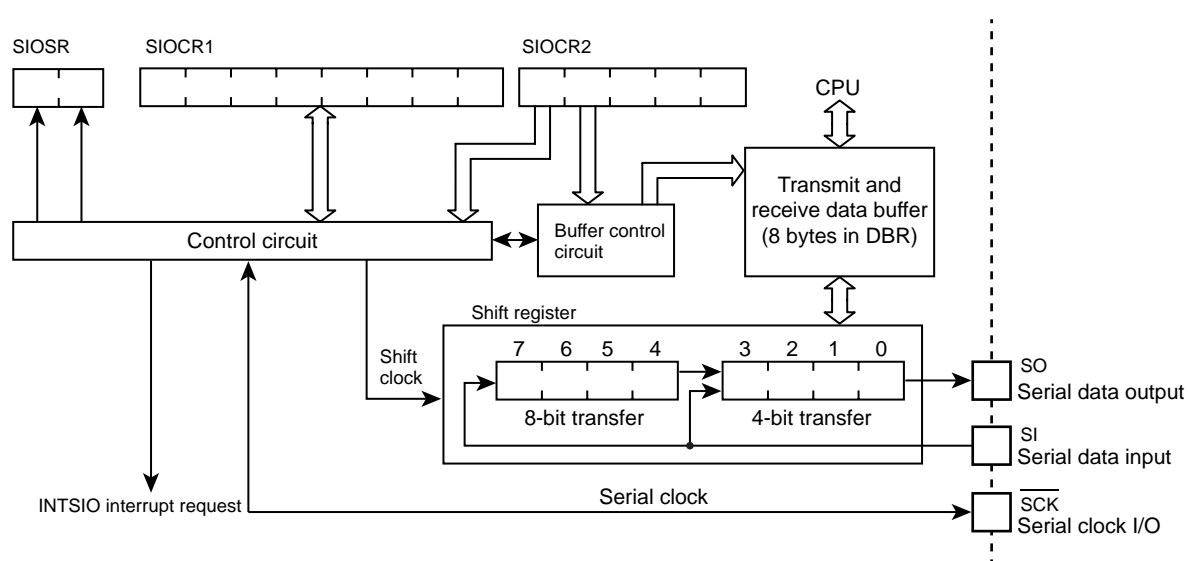 SIOSR
SIOCR1
SIOCR2
CPU
Transmit and
receive data buffer
(8 bytes in DBR)
Control circuit
Buffer control
circuit
Shift register
Shift
clock
7 6 5 4
3 2 1 0
8-bit transfer
4-bit transfer
SO
Serial data output
SI
Serial data input
INTSIO interrupt request
Serial clock
S̅C̅K̅
Serial clock I/O